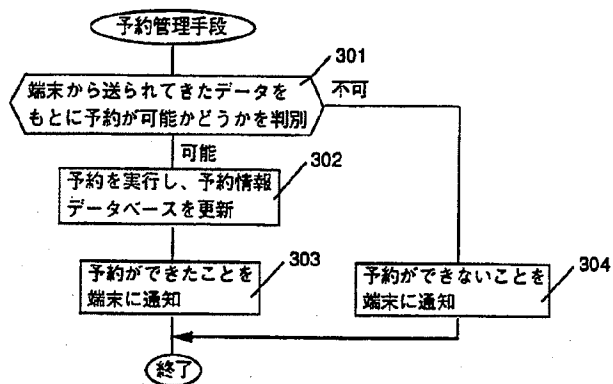 予約管理手段
301
端末から送られてきたデータを
もとに予約が可能かどうかを判別
不可
可能
302
予約を実行し、予約情報
データベースを更新
303
予約ができたことを
端末に通知
304
予約ができないことを
端末に通知
終了